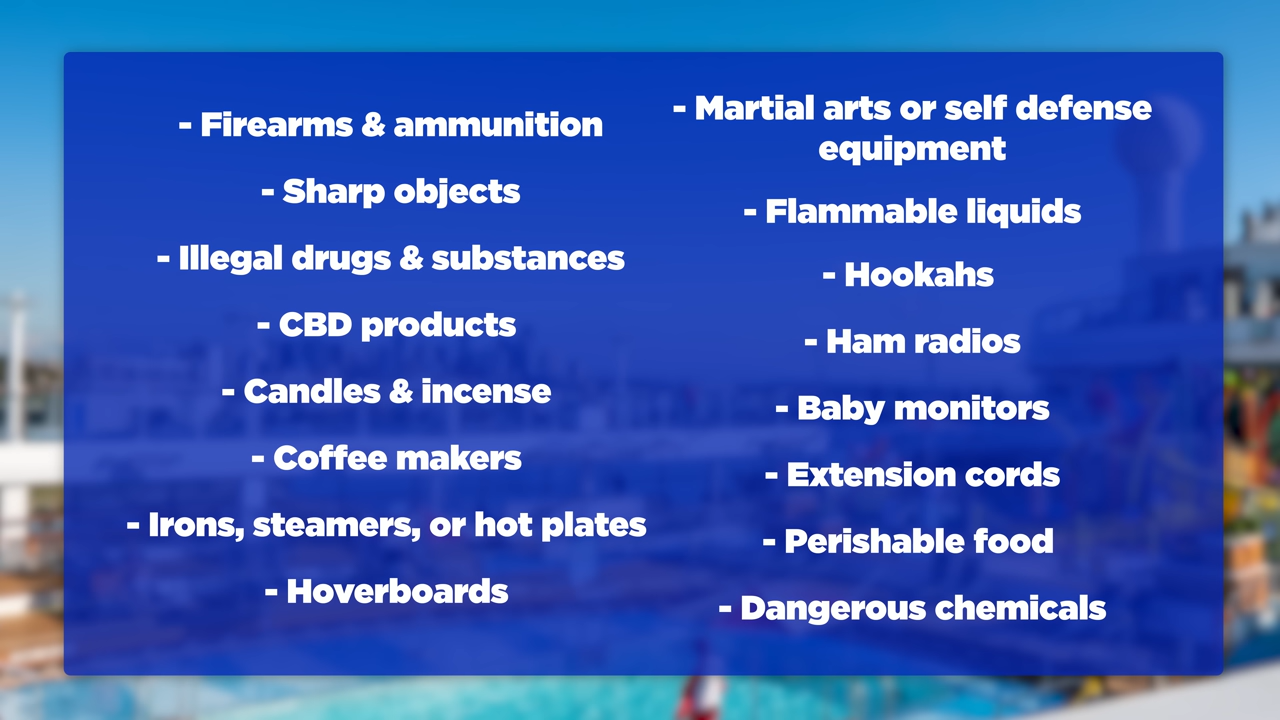 - Firearms & ammunition
- Sharp objects
- Illegal drugs & substances
- CBD products
- Candles & incense
- Coffee makers
- Irons, steamers, or hot plates
- Hoverboards
- Martial arts or self defense
equipment
- Flammable liquids
- Hookahs
- Ham radios
- Baby monitors
- Extension cords
- Perishable food
- Dangerous chemicals